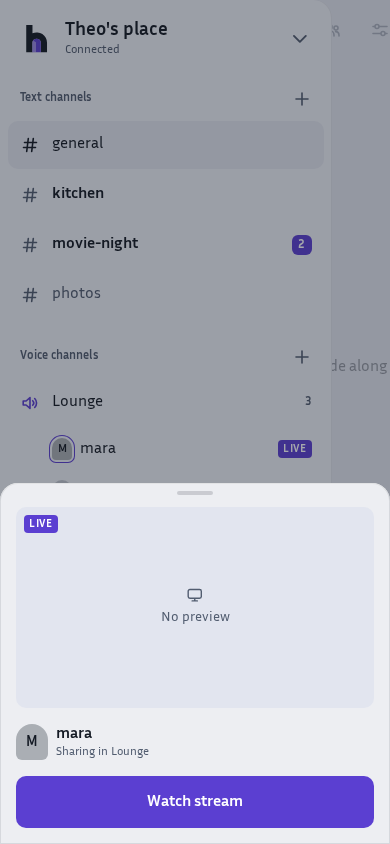 Theo's place
Connected
Text channels
# general
# kitchen
# movie-night 2
# photos
de along
Voice channels
Lounge 3
M mara LIVE
LIVE
No preview
M
mara
Sharing in Lounge
Watch stream